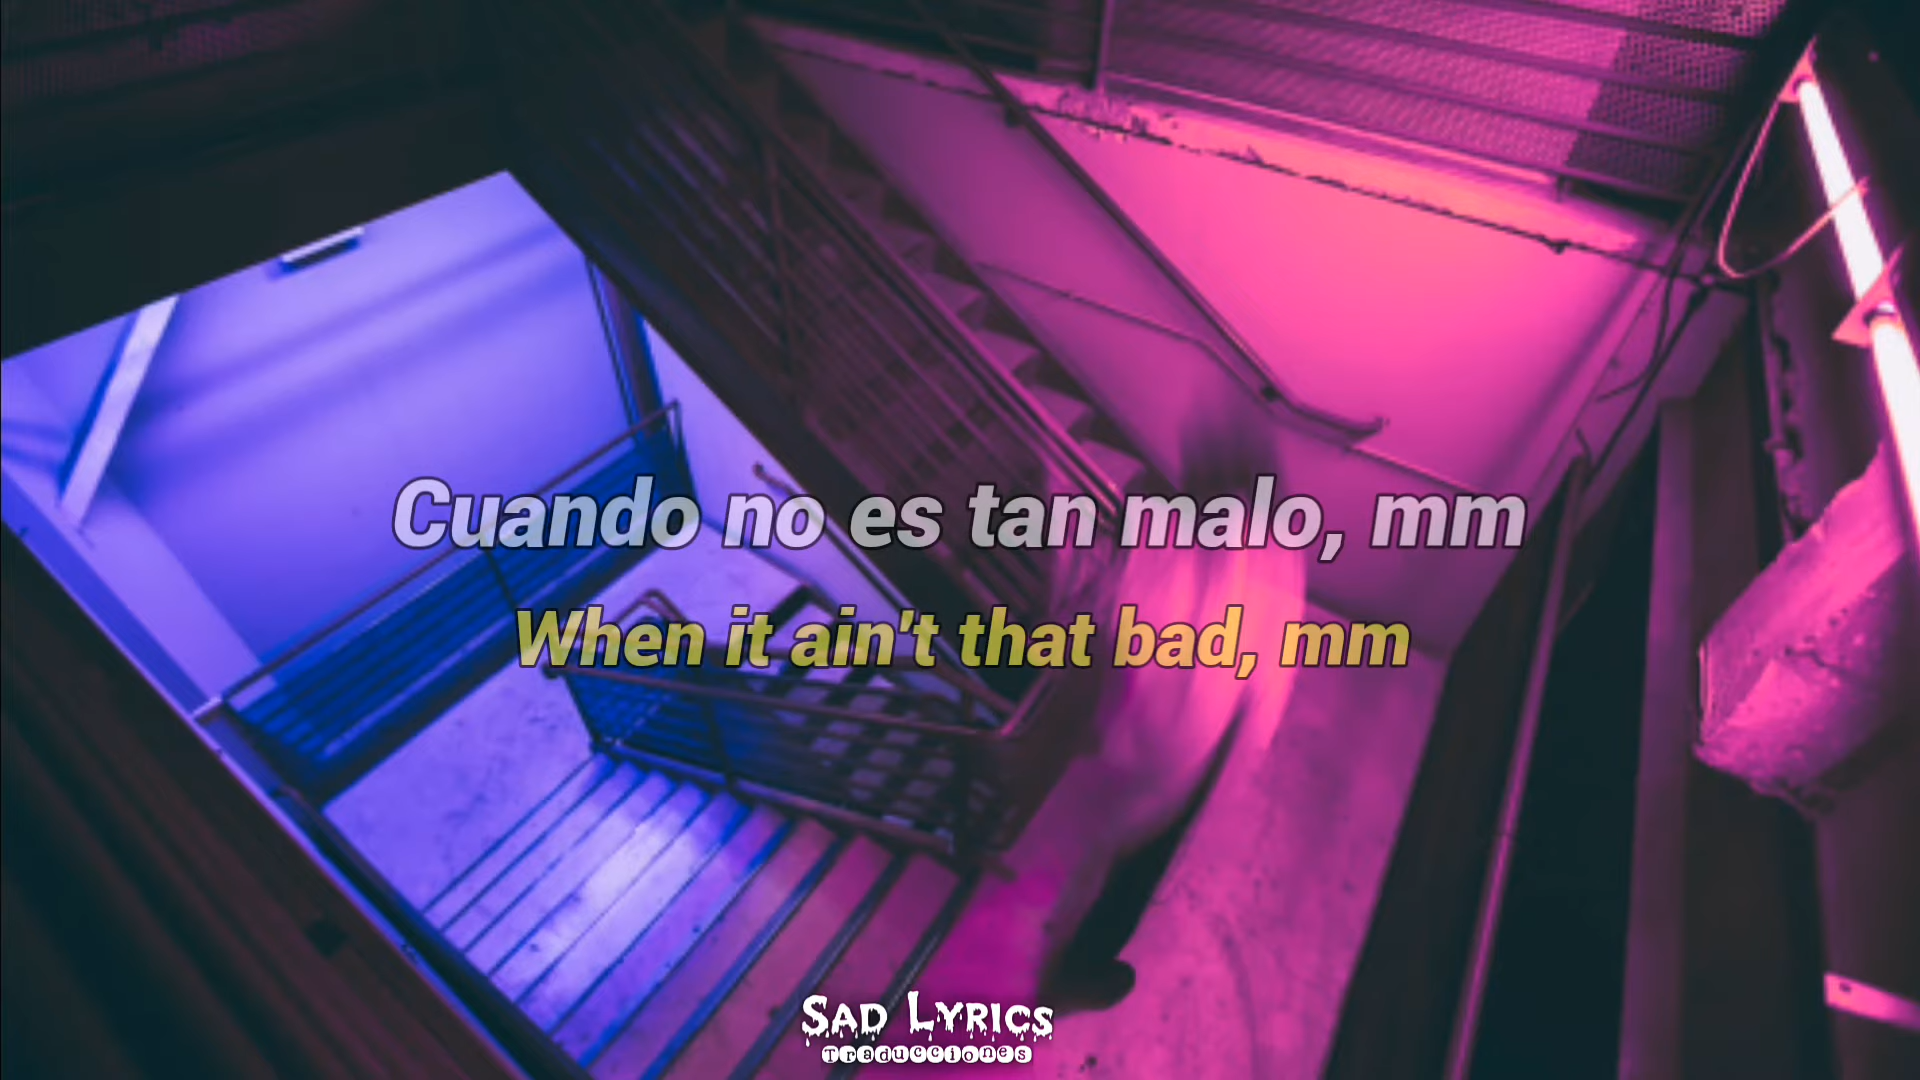 Cuando no es tan malo, mm
When it ain't that bad, mm
Sad Lyrics
Traducciones